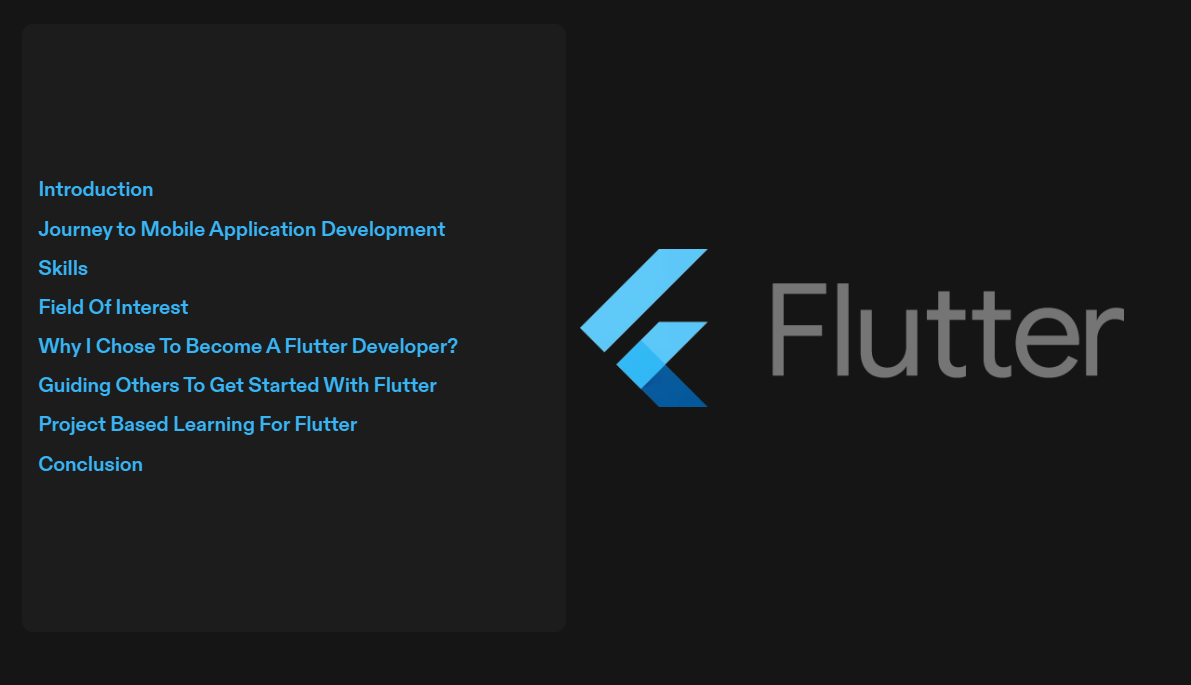 Introduction
Journey to Mobile Application Development
Skills
Field Of Interest
Why I Chose To Become A Flutter Developer?
Guiding Others To Get Started With Flutter
Project Based Learning For Flutter
Conclusion
Flutter